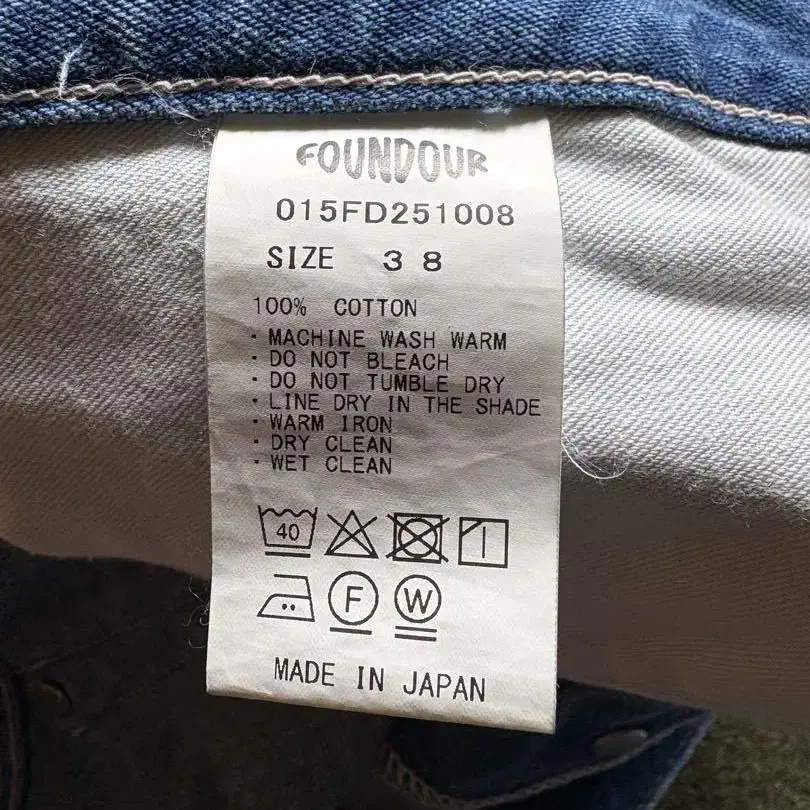 FOUNDOUR
015FD251008
SIZE 38
100% COTTON
· MACHINE WASH WARM
· DO NOT BLEACH
· DO NOT TUMBLE DRY
· LINE DRY IN THE SHADE
· WARM IRON
· DRY CLEAN
· WET CLEAN
40
F W
MADE IN JAPAN